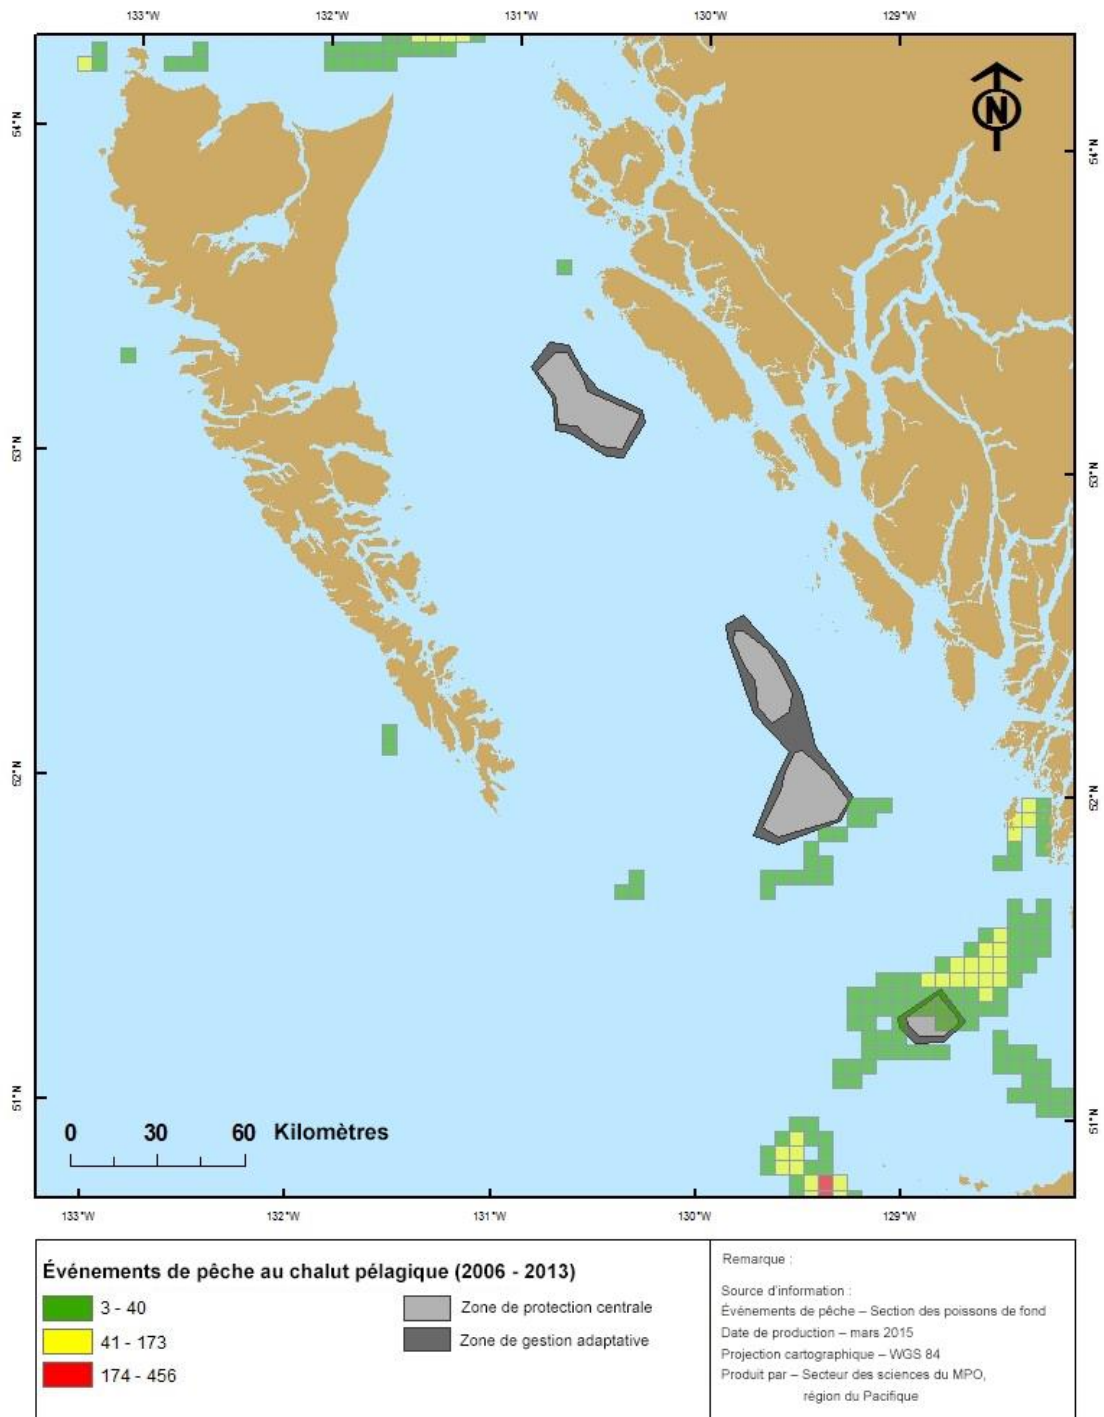 133°W 132°W 131°W 130°W 129°W
N
54°N 54°N
53°N 53°N
52°N 52°N
51°N 51°N
0 30 60 Kilomètres
133°W 132°W 131°W 130°W 129°W
Événements de pêche au chalut pélagique (2006 - 2013)
3 - 40
41 - 173
174 - 456
Zone de protection centrale
Zone de gestion adaptative
Remarque :
Source d'information :
Événements de pêche – Section des poissons de fond
Date de production – mars 2015
Projection cartographique – WGS 84
Produit par – Secteur des sciences du MPO,
région du Pacifique